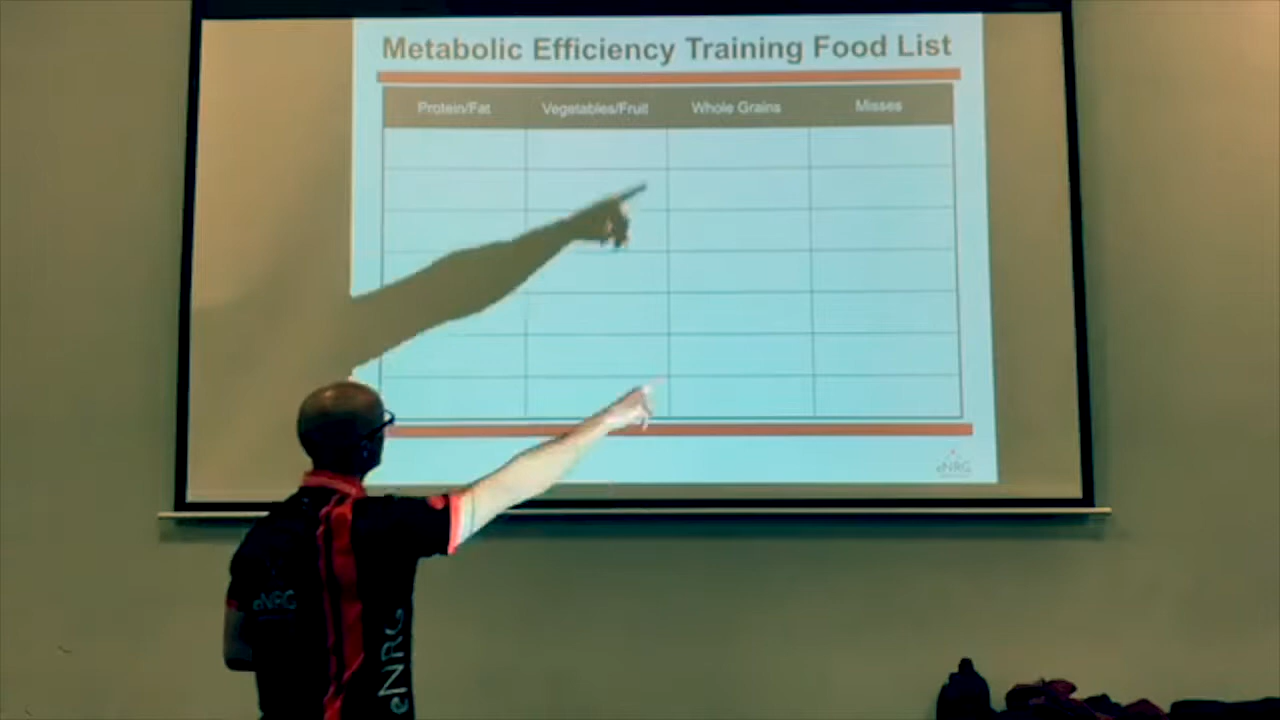 Metabolic Efficiency Training Food List
Protein/Fat Vegetables/Fruit Whole Grains Misses
eNRG
eNRG
eNRG